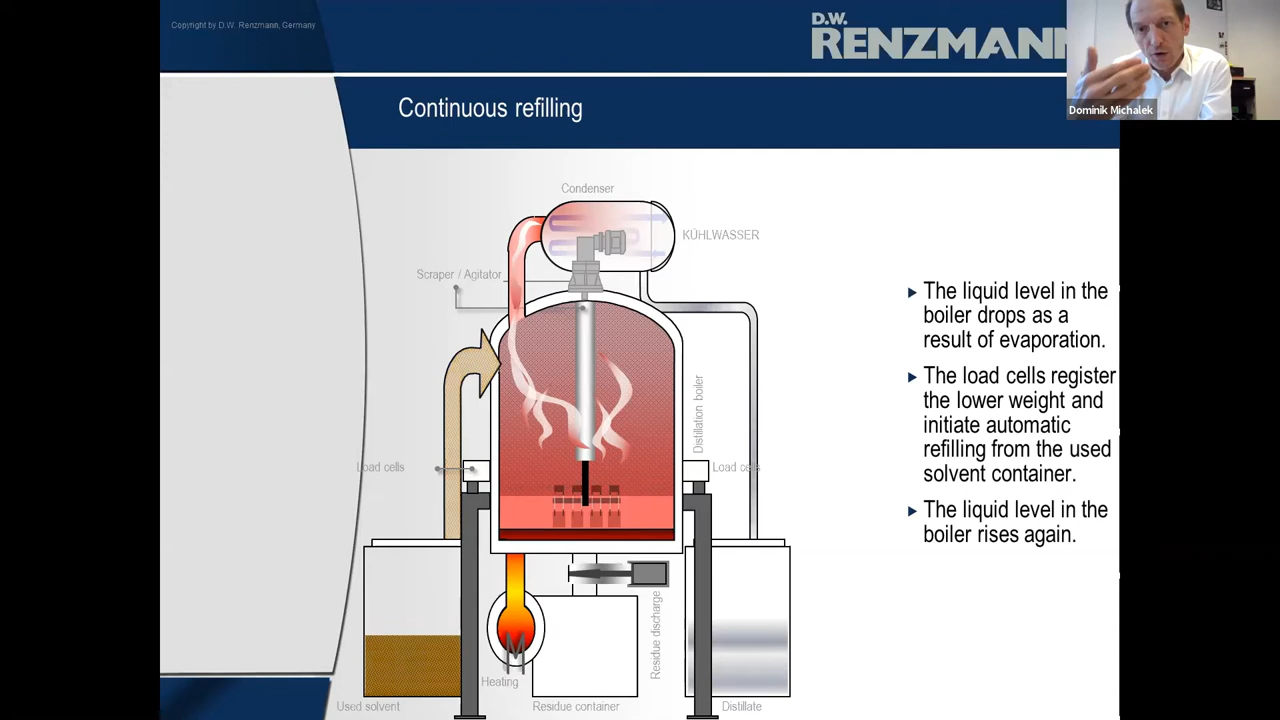 Copyright by D.W. Renzmann, Germany
D.W.
RENZMANN
Dominik Michalek
Continuous refilling
Condenser
KÜHLWASSER
Scraper / Agitator
Distillation boiler
Load cells
Load cells
▸ The liquid level in the
boiler drops as a
result of evaporation.
▸ The load cells register
the lower weight and
initiate automatic
refilling from the used
solvent container.
▸ The liquid level in the
boiler rises again.
Residue discharge
Heating
Used solvent
Residue container
Distillate